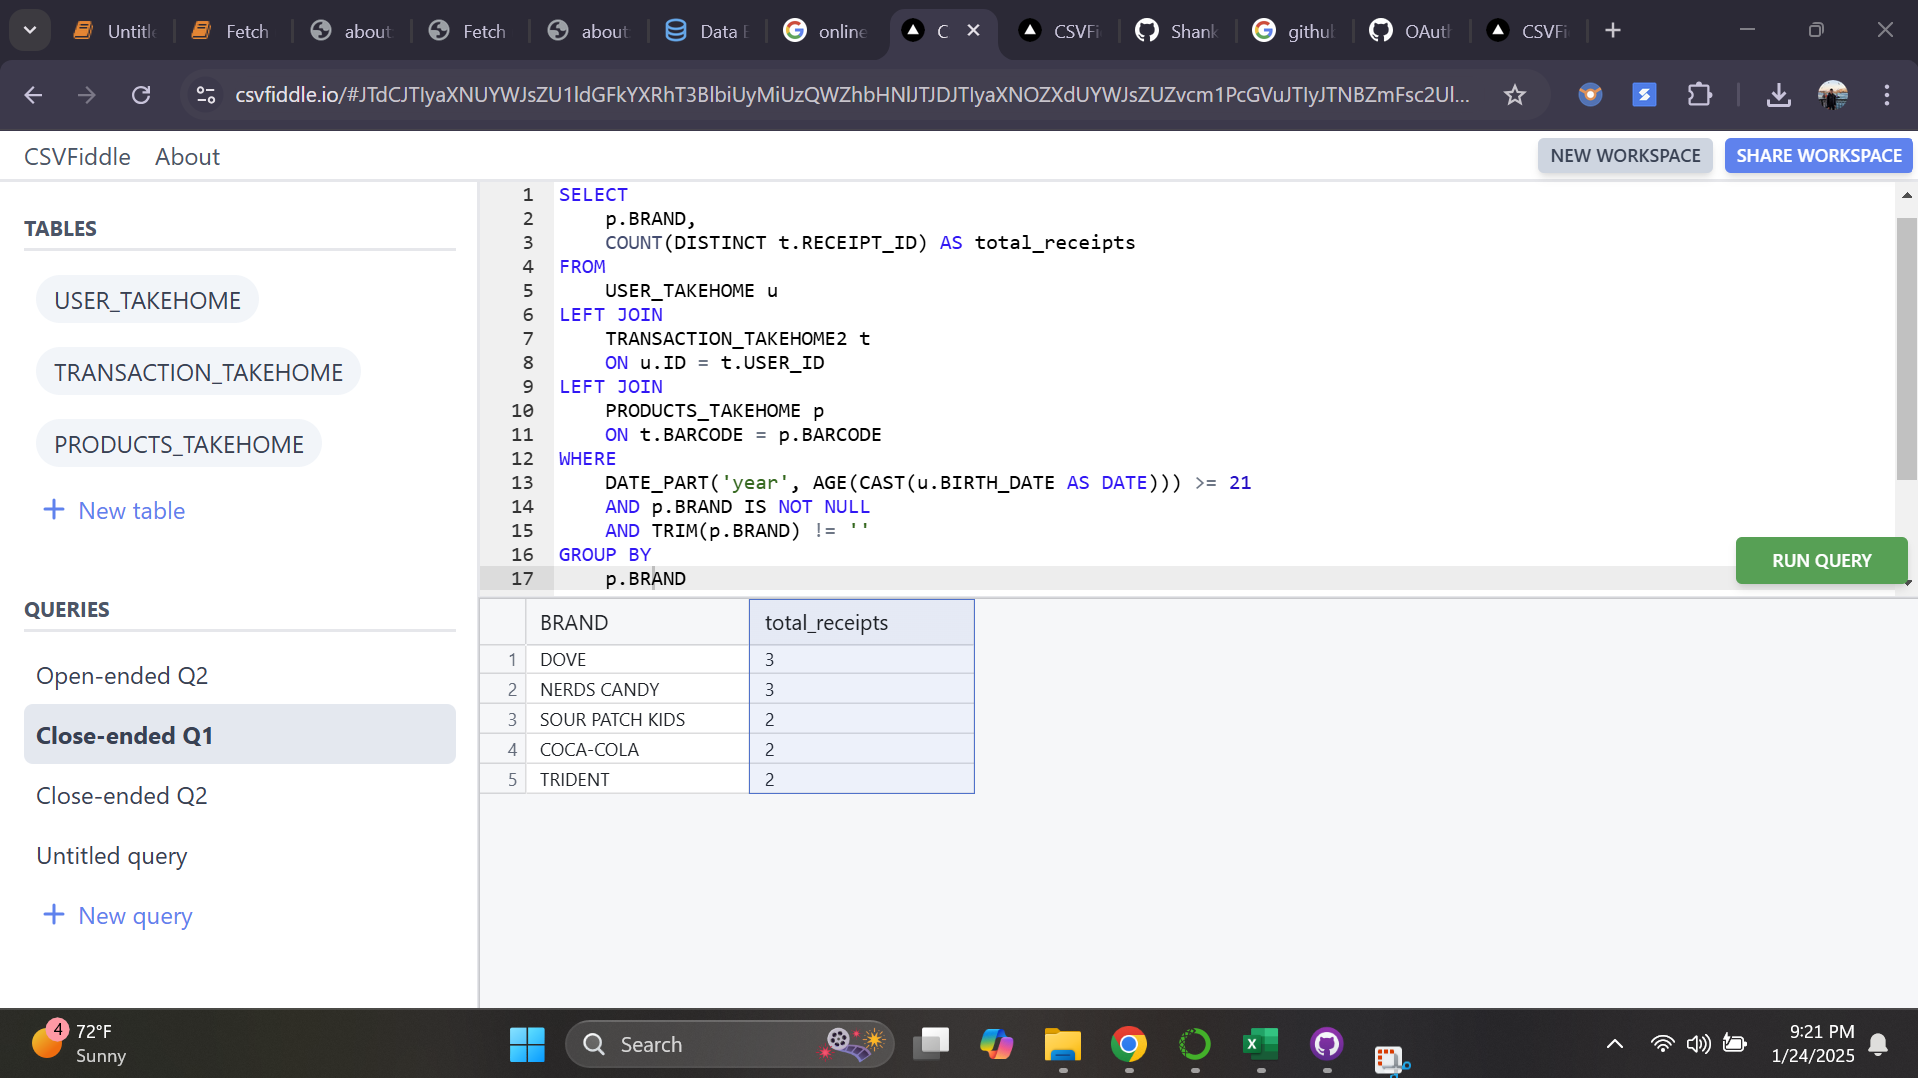 Untitl
Fetch
about:
Fetch
about:
Data E
online
C
CSVFi
Shank
githu
OAut
CSVFi
CSVFiddle About
NEW WORKSPACE SHARE WORKSPACE
TABLES
USER_TAKEHOME
TRANSACTION_TAKEHOME
PRODUCTS_TAKEHOME
+ New table
QUERIES
Open-ended Q2
Close-ended Q1
Close-ended Q2
Untitled query
+ New query
1 SELECT
2 p.BRAND,
3 COUNT(DISTINCT t.RECEIPT_ID) AS total_receipts
4 FROM
5 USER_TAKEHOME u
6 LEFT JOIN
7 TRANSACTION_TAKEHOME2 t
8 ON u.ID = t.USER_ID
9 LEFT JOIN
10 PRODUCTS_TAKEHOME p
11 ON t.BARCODE = p.BARCODE
12 WHERE
13 DATE_PART('year', AGE(CAST(u.BIRTH_DATE AS DATE))) >= 21
14 AND p.BRAND IS NOT NULL
15 AND TRIM(p.BRAND) != ''
16 GROUP BY
17 p.BRAND
RUN QUERY
BRAND total_receipts
1 DOVE 3
2 NERDS CANDY 3
3 SOUR PATCH KIDS 2
4 COCA-COLA 2
5 TRIDENT 2
4
72°F
Sunny
Search
9:21 PM
1/24/2025